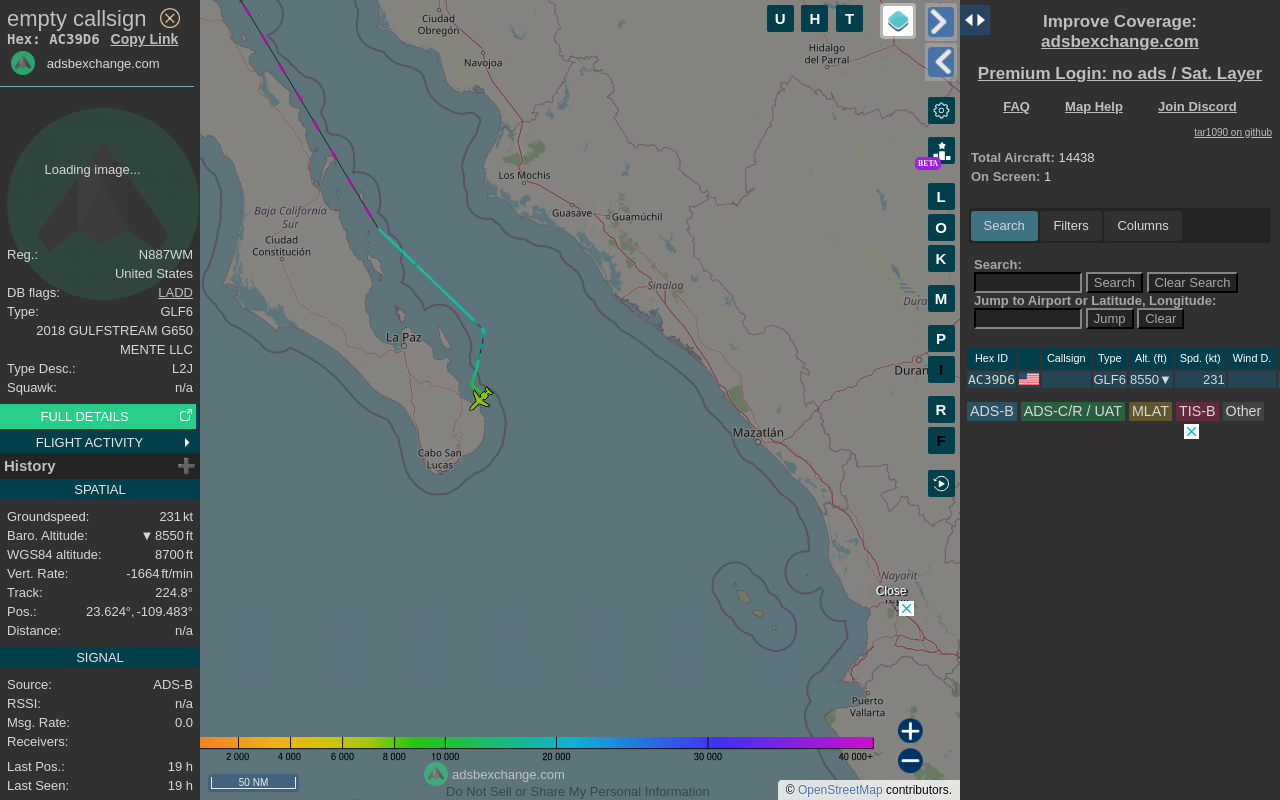 empty callsign
Hex: AC39D6 Copy Link
adsbexchange.com
Loading image...
Reg.: N887WM
United States
DB flags: LADD
Type: GLF6
2018 GULFSTREAM G650
MENTE LLC
Type Desc.: L2J
Squawk: n/a
FULL DETAILS
FLIGHT ACTIVITY
History
SPATIAL
Groundspeed: 231 kt
Baro. Altitude: ▼ 8550 ft
WGS84 altitude: 8700 ft
Vert. Rate: -1664 ft/min
Track: 224.8°
Pos.: 23.624°, -109.483°
Distance: n/a
SIGNAL
Source: ADS-B
RSSI: n/a
Msg. Rate: 0.0
Receivers:
Last Pos.: 19 h
Last Seen: 19 h
Ciudad
Obregón
Navojoa
Hidalgo
del Parral
Los Mochis
Guasave
Guamúchil
Baja California
Sur
Ciudad
Constitución
Sinaloa
Dura
La Paz
Duran
Mazatlán
Cabo San
Lucas
Nayarit
Close
Puerto
Vallarta
U H T
BETA
L
O
K
M
P
I
R
F
2 000 4 000 6 000 8 000 10 000 20 000 30 000 40 000+
50 NM
adsbexchange.com
Do Not Sell or Share My Personal Information
© OpenStreetMap contributors.
Improve Coverage:
adsbexchange.com
Premium Login: no ads / Sat. Layer
FAQ Map Help Join Discord
tar1090 on github
Total Aircraft: 14438
On Screen: 1
Search Filters Columns
Search:
Search Clear Search
Jump to Airport or Latitude, Longitude:
Jump Clear
Hex ID Callsign Type Alt. (ft) Spd. (kt) Wind D.
AC39D6 GLF6 8550▼ 231
ADS-B ADS-C/R / UAT MLAT TIS-B Other